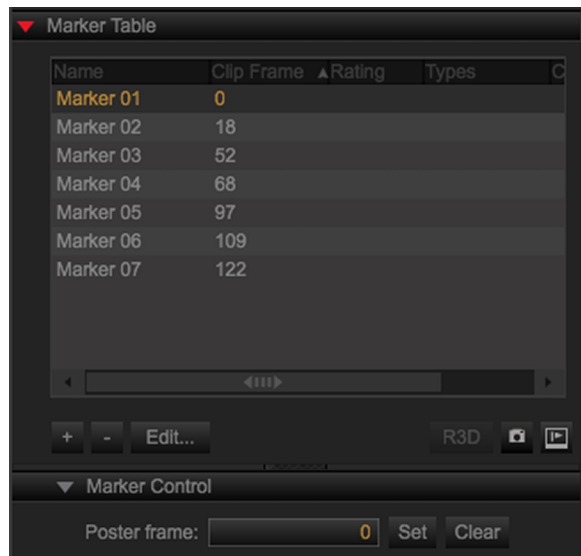 Marker Table
Name Clip Frame Rating Types C
Marker 01 0
Marker 02 18
Marker 03 52
Marker 04 68
Marker 05 97
Marker 06 109
Marker 07 122
+ - Edit... R3D
Marker Control
Poster frame: 0 Set Clear